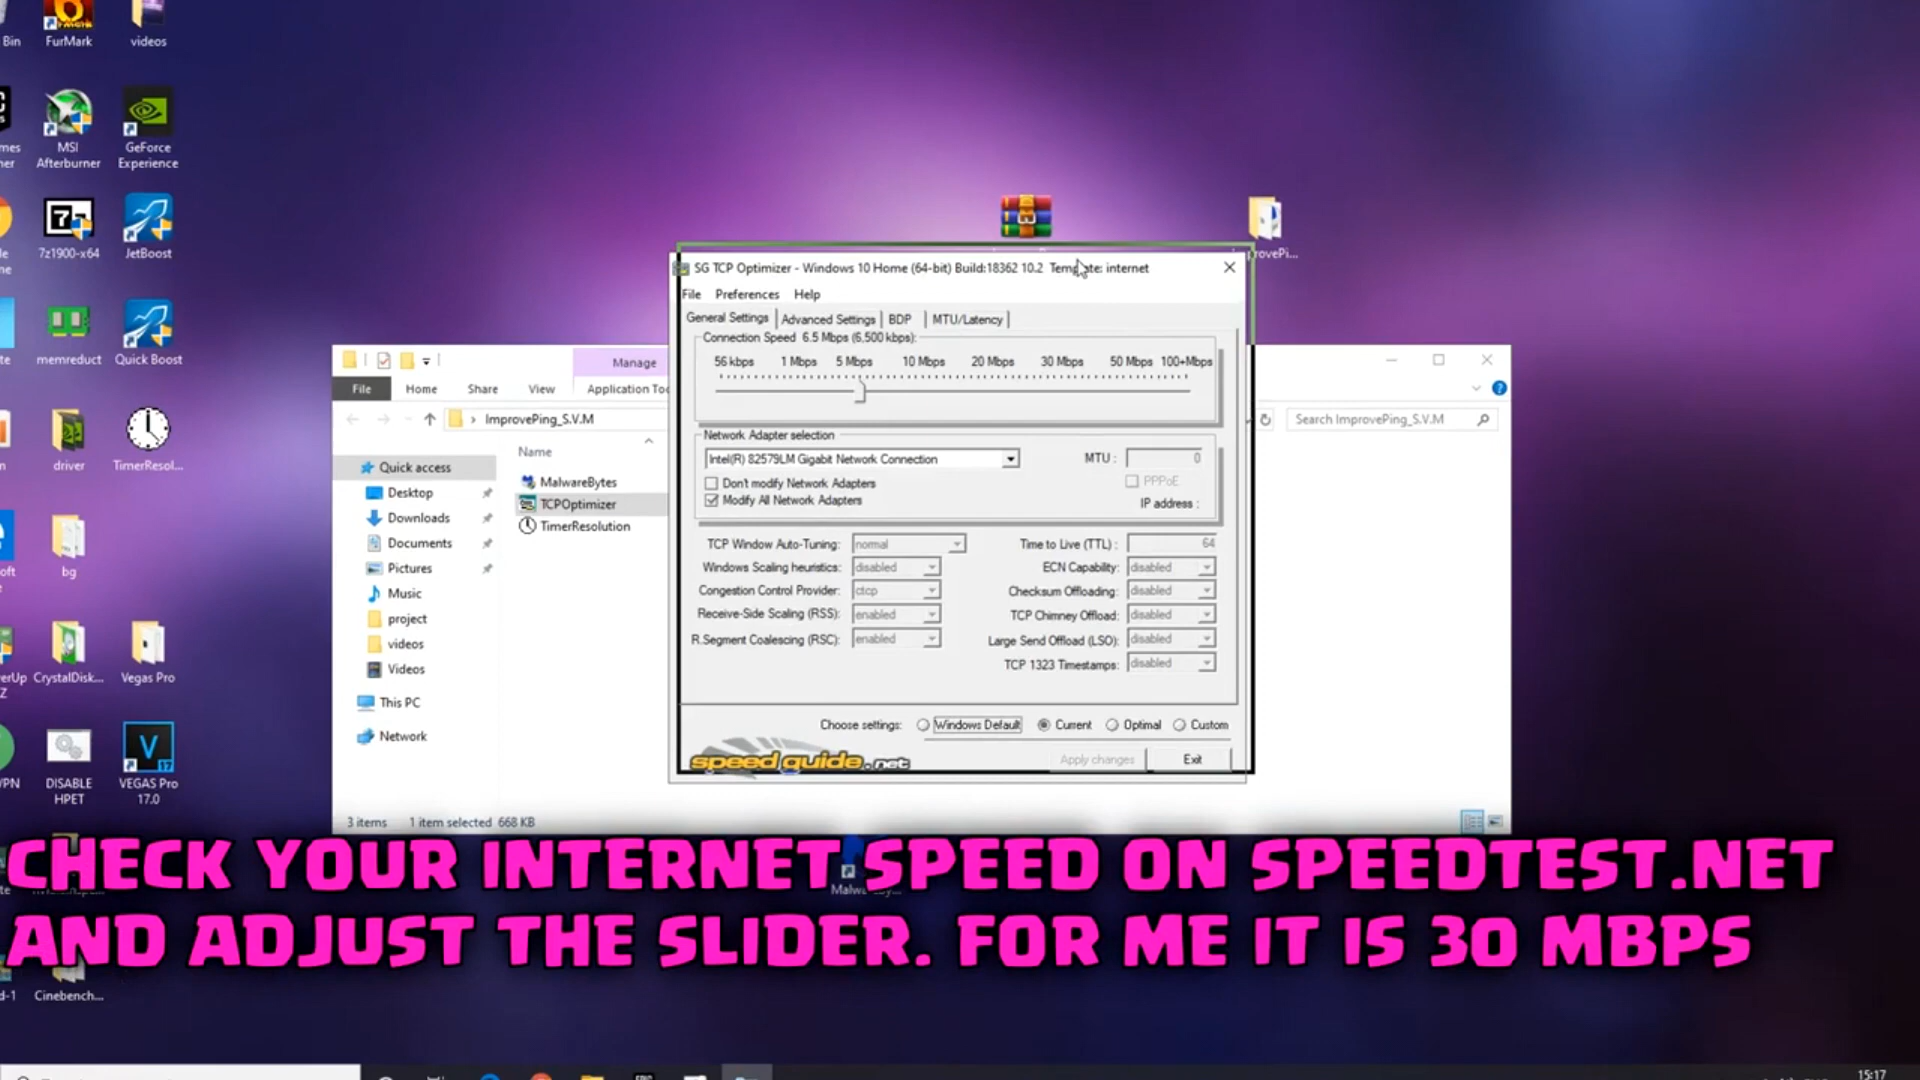 Bin
FurMark
videos
MSI Afterburner
GeForce Experience
7z1900-x64
JetBoost
memreduct
Quick Boost
driver
TimerResol...
bg
CrystalDisk...
Vegas Pro
DISABLE HPET
VEGAS Pro 17.0
Cinebench...
rovePi...
Manage
File
Home
Share
View
Application Too
ImprovePing_S.V.M
Search ImprovePing_S.V.M
Quick access
Desktop
Downloads
Documents
Pictures
Music
project
videos
Videos
This PC
Network
Name
MalwareBytes
TCPOptimizer
TimerResolution
3 items
1 item selected 668 KB
SG TCP Optimizer - Windows 10 Home (64-bit) Build:18362 10.2 Template: internet
File Preferences Help
General Settings Advanced Settings BDP MTU/Latency
Connection Speed 6.5 Mbps (6,500 kbps):
56 kbps 1 Mbps 5 Mbps 10 Mbps 20 Mbps 30 Mbps 50 Mbps 100+Mbps
Network Adapter selection
Intel(R) 82579LM Gigabit Network Connection
MTU : 0
Don't modify Network Adapters
PPPoE
Modify All Network Adapters
IP address :
TCP Window Auto-Tuning: normal
Time to Live (TTL) : 64
Windows Scaling heuristics: disabled
ECN Capability: disabled
Congestion Control Provider: ctcp
Checksum Offloading: disabled
Receive-Side Scaling (RSS): enabled
TCP Chimney Offload: disabled
R.Segment Coalescing (RSC): enabled
Large Send Offload (LSO): disabled
TCP 1323 Timestamps: disabled
Choose settings: Windows Default Current Optimal Custom
speedguide.net
Apply changes
Exit
CHECK YOUR INTERNET SPEED ON SPEEDTEST.NET
AND ADJUST THE SLIDER. FOR ME IT IS 30 MBPS
15:17